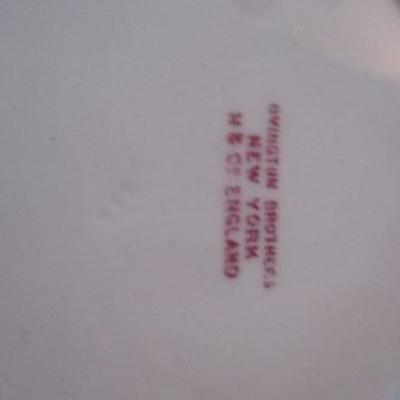 OVINGTON BROTHERS
NEW YORK
H & Co ENGLAND